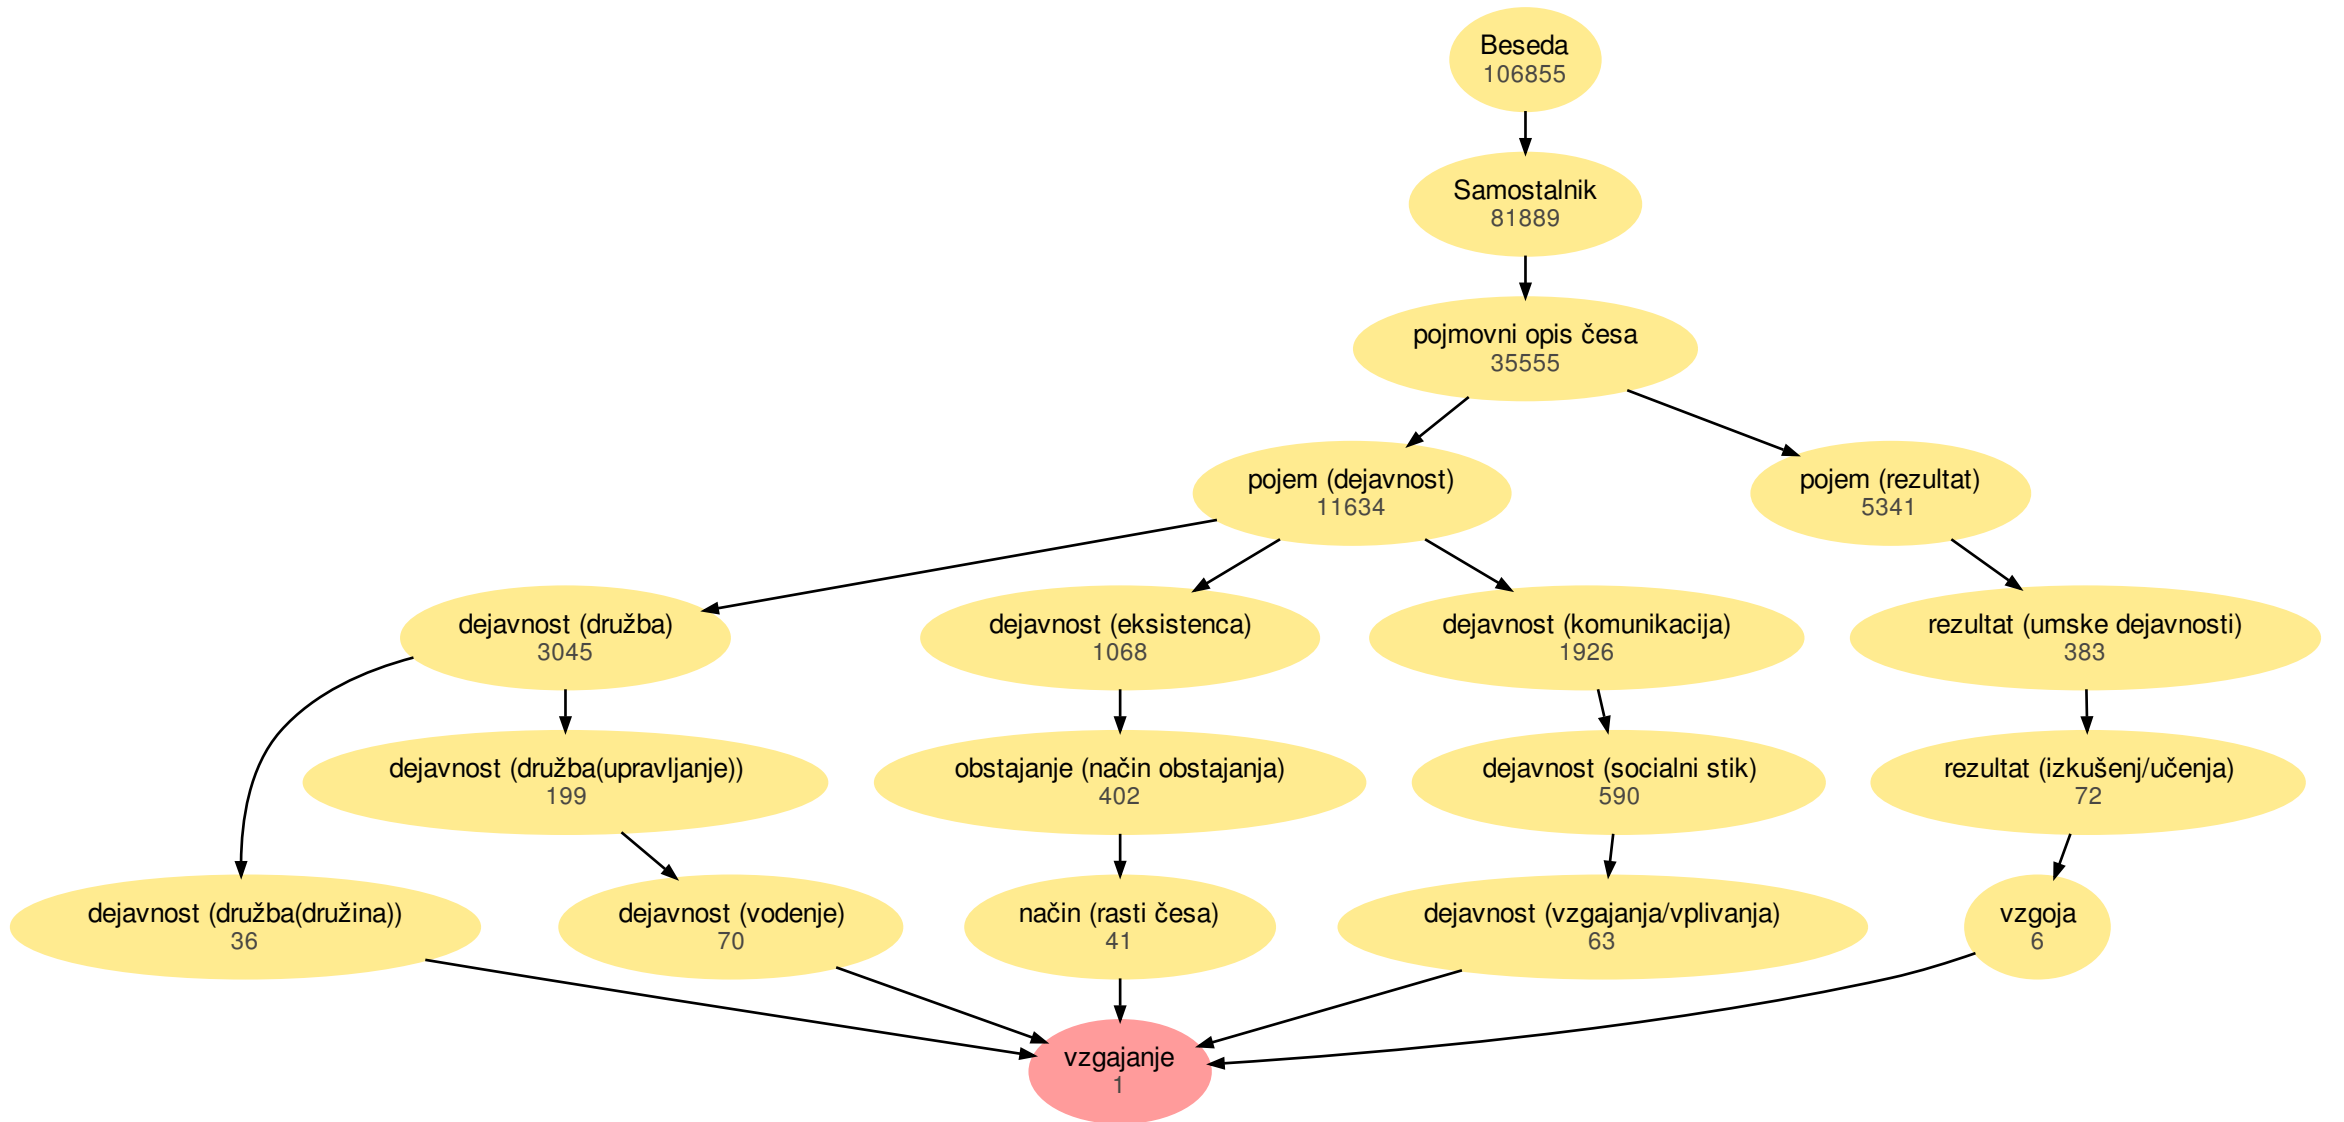 Beseda
106855
Samostalnik
81889
pojmovni opis česa
35555
pojem (dejavnost)
11634
pojem (rezultat)
5341
dejavnost (družba)
3045
dejavnost (eksistenca)
1068
dejavnost (komunikacija)
1926
rezultat (umske dejavnosti)
383
dejavnost (družba(upravljanje))
199
obstajanje (način obstajanja)
402
dejavnost (socialni stik)
590
rezultat (izkušenj/učenja)
72
dejavnost (družba(družina))
36
dejavnost (vodenje)
70
način (rasti česa)
41
dejavnost (vzgajanja/vplivanja)
63
vzgoja
6
vzgajanje
1